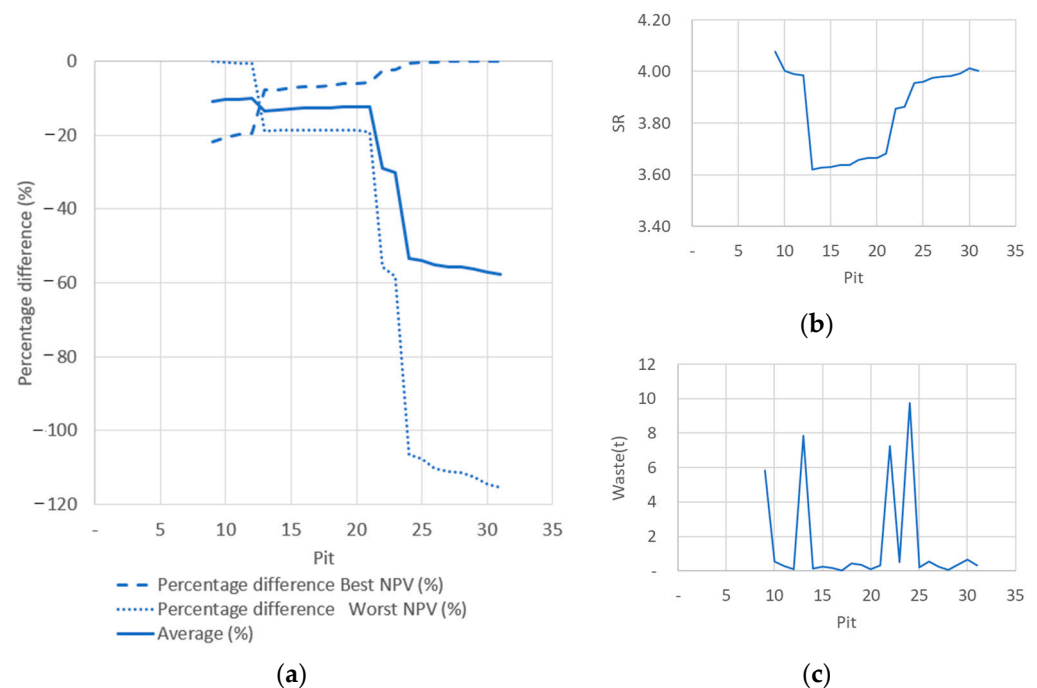 0
−20
−40
−60
−80
−100
−120
Percentage difference (%)
- 5 10 15 20 25 30 35
Pit
Percentage difference Best NPV (%)
Percentage difference Worst NPV (%)
Average (%)
(a)
4.20
4.00
3.80
3.60
3.40
SR
- 5 10 15 20 25 30 35
Pit
(b)
12
10
8
6
4
2
-
Waste(t)
- 5 10 15 20 25 30 35
Pit
(c)